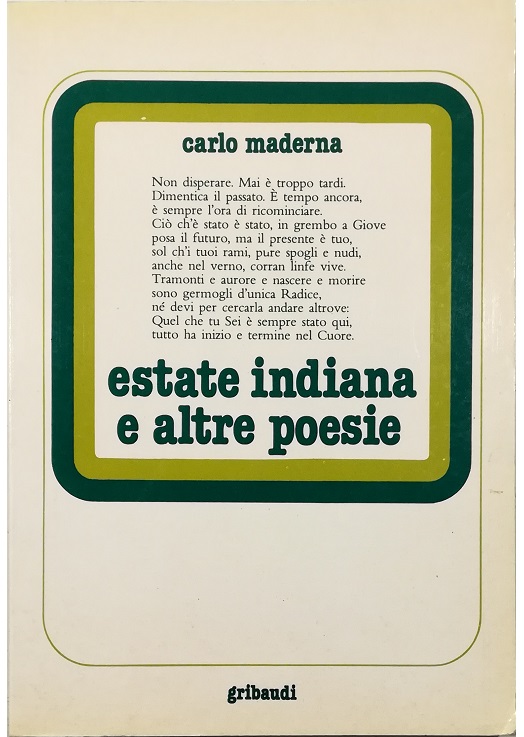 carlo maderna
Non disperare. Mai è troppo tardi.
Dimentica il passato. È tempo ancora,
è sempre l'ora di ricominciare.
Ciò ch'è stato è stato, in grembo a Giove
posa il futuro, ma il presente è tuo,
sol ch'i tuoi rami, pure spogli e nudi,
anche nel verno, corran linfe vive.
Tramonti e aurore e nascere e morire
sono germogli d'unica Radice,
né devi per cercarla andare altrove:
Quel che tu Sei è sempre stato qui,
tutto ha inizio e termine nel Cuore.
estate indiana
e altre poesie
gribaudi